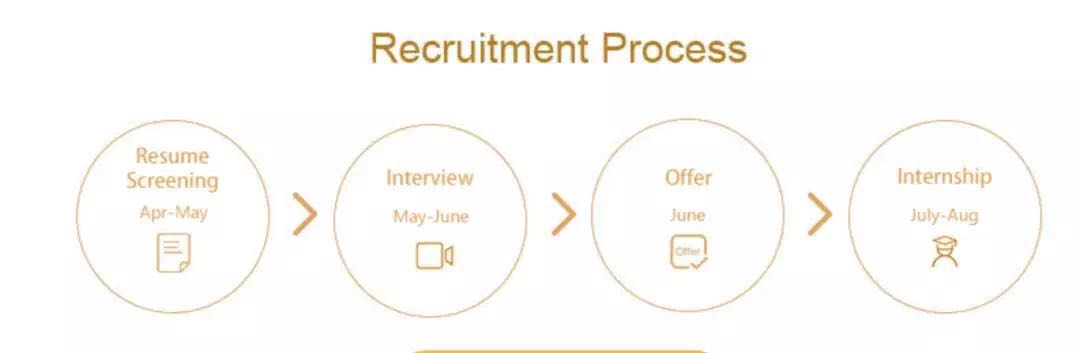 Recruitment Process
Resume
Screening
Apr-May
Interview
May-June
Offer
June
Offer
Internship
July-Aug